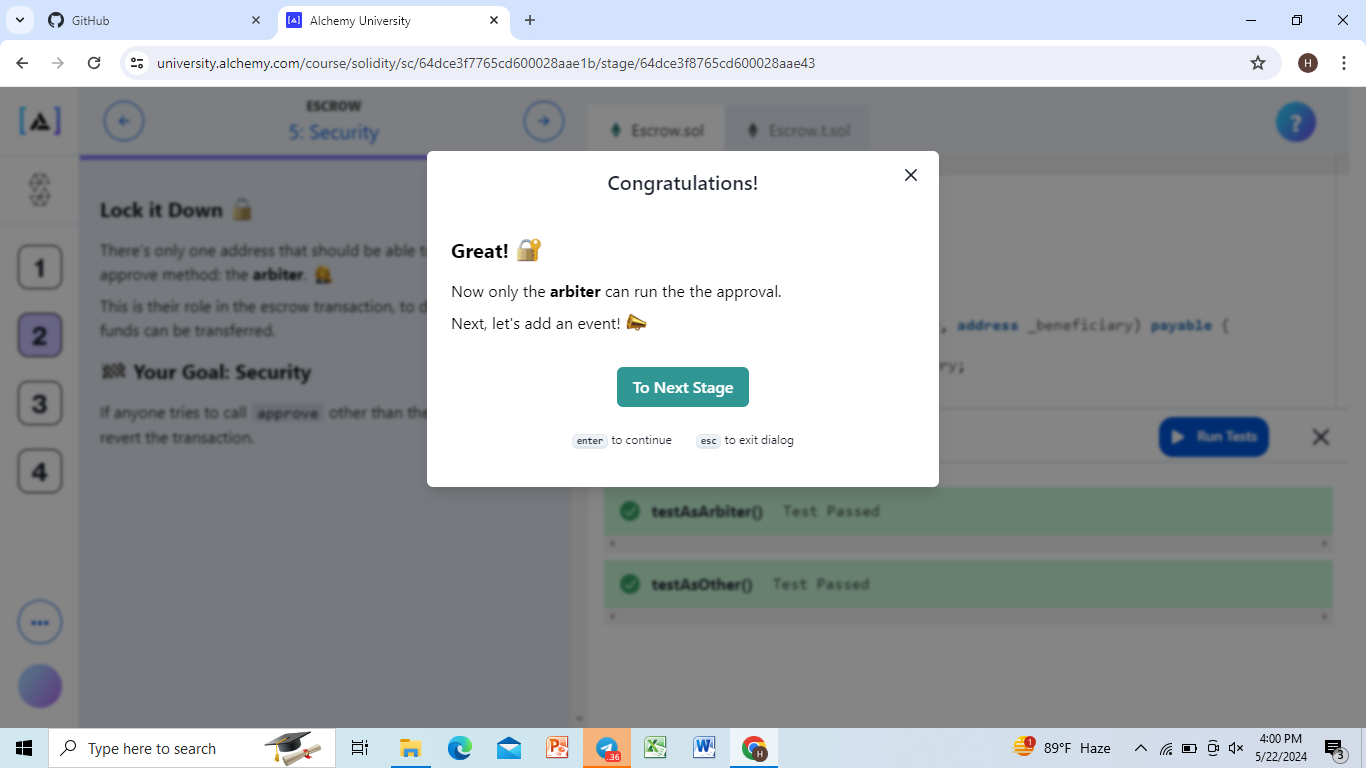 GitHub
Alchemy University
university.alchemy.com/course/solidity/sc/64dce3f7765cd600028aae1b/stage/64dce3f8765cd600028aae43
H
ESCROW
5: Security
Escrow.sol
Escrow.t.sol
?
1
2
3
4
Lock it Down
There's only one address that should be able
approve method: the arbiter.
This is their role in the escrow transaction, to
funds can be transferred.
Your Goal: Security
If anyone tries to call approve other than the
revert the transaction.
Congratulations!
Great!
Now only the arbiter can run the the approval.
Next, let's add an event!
To Next Stage
enter to continue
esc to exit dialog
, address _beneficiary) payable {
ry;
Run Tests
testAsArbiter() Test Passed
testAsOther() Test Passed
Type here to search
36
1
89°F Haze
4:00 PM
5/22/2024
3